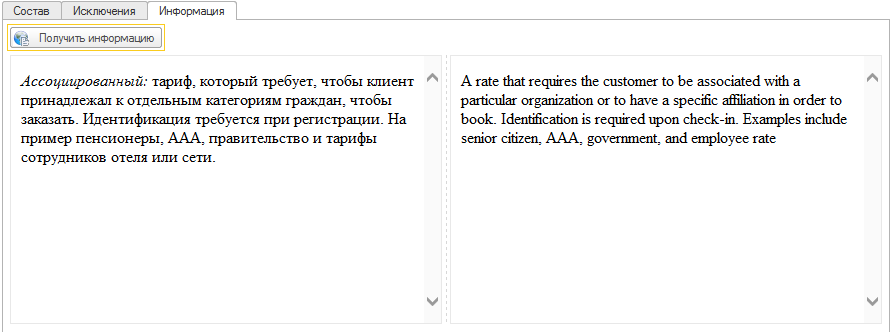 Состав Исключения Информация
Получить информацию
Ассоциированный: тариф, который требует, чтобы клиент
принадлежал к отдельным категориям граждан, чтобы
заказать. Идентификация требуется при регистрации. На
пример пенсионеры, ААА, правительство и тарифы
сотрудников отеля или сети.
A rate that requires the customer to be associated with a
particular organization or to have a specific affiliation in order to
book. Identification is required upon check-in. Examples include
senior citizen, AAA, government, and employee rate